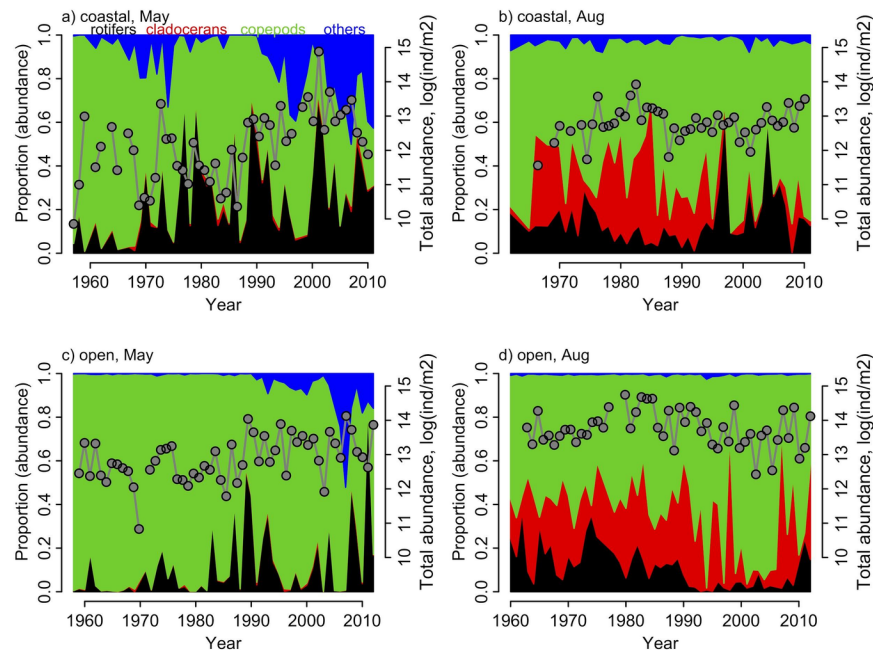 a) coastal, May
rotifers cladocerans copepods others
Proportion (abundance)
0.0 0.2 0.4 0.6 0.8 1.0
10 11 12 13 14 15
Total abundance, log(ind/m2)
1960 1970 1980 1990 2000 2010
Year
b) coastal, Aug
Proportion (abundance)
0.0 0.2 0.4 0.6 0.8 1.0
10 11 12 13 14 15
Total abundance, log(ind/m2)
1970 1980 1990 2000 2010
Year
c) open, May
Proportion (abundance)
0.0 0.2 0.4 0.6 0.8 1.0
10 11 12 13 14 15
Total abundance, log(ind/m2)
1960 1970 1980 1990 2000 2010
Year
d) open, Aug
Proportion (abundance)
0.0 0.2 0.4 0.6 0.8 1.0
10 11 12 13 14 15
Total abundance, log(ind/m2)
1960 1970 1980 1990 2000 2010
Year